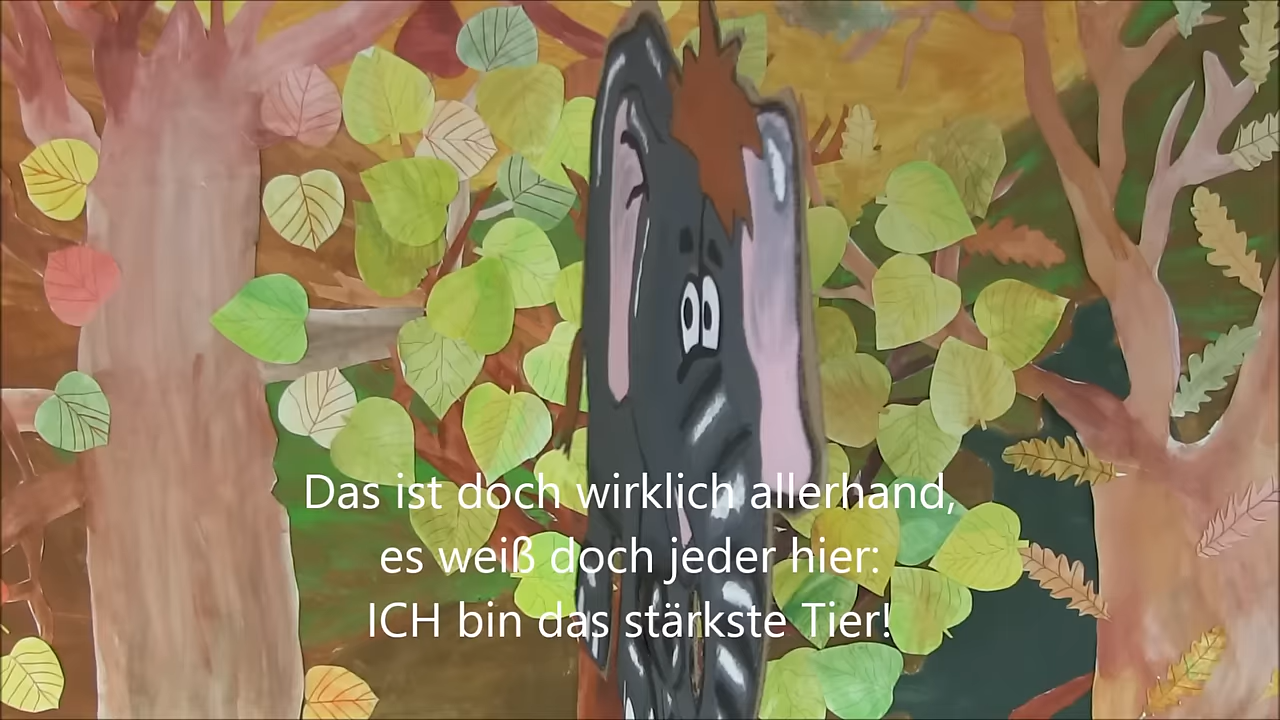 Das ist doch wirklich allerhand,
es weiß doch jeder hier:
ICH bin das stärkste Tier!